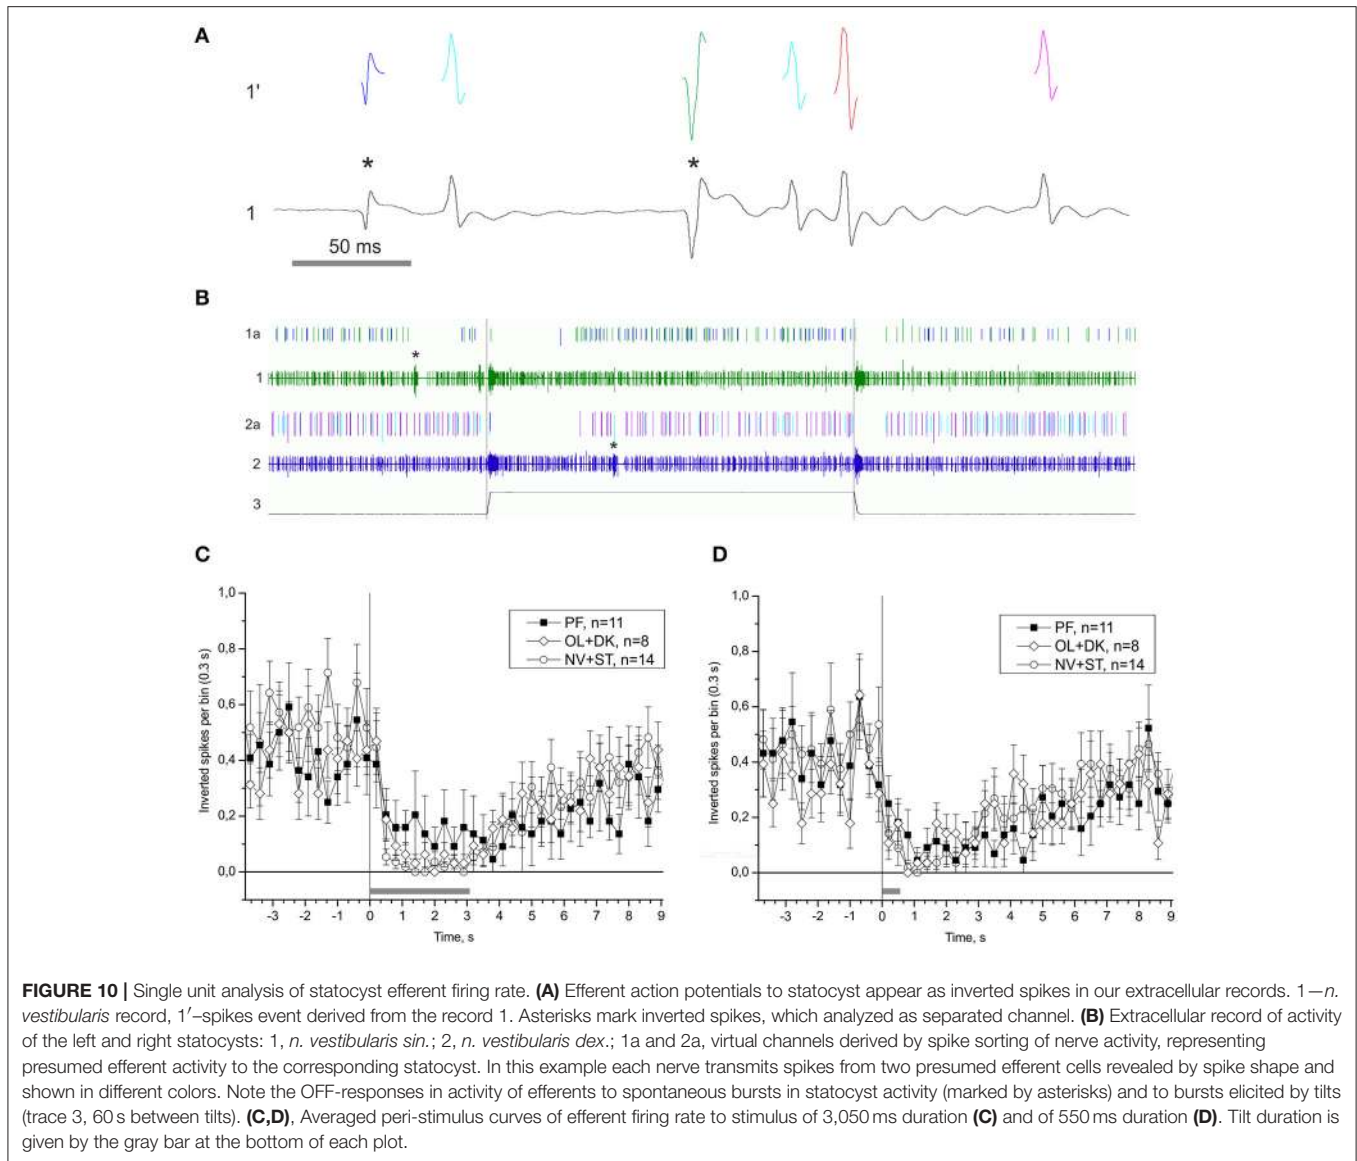 A
1'
* *
1
50 ms
B
1a
*
1
2a
*
2
3
C
1,0
0,8
0,6
0,4
0,2
0,0
Inverted spikes per bin (0.3 s)
PF, n=11
OL+DK, n=8
NV+ST, n=14
-3 -2 -1 0 1 2 3 4 5 6 7 8 9
Time, s
D
1,0
0,8
0,6
0,4
0,2
0,0
Inverted spikes per bin (0.3 s)
PF, n=11
OL+DK, n=8
NV+ST, n=14
-3 -2 -1 0 1 2 3 4 5 6 7 8 9
Time, s
FIGURE 10 | Single unit analysis of statocyst efferent firing rate. (A) Efferent action potentials to statocyst appear as inverted spikes in our extracellular records. 1—n.
vestibularis record, 1′–spikes event derived from the record 1. Asterisks mark inverted spikes, which analyzed as separated channel. (B) Extracellular record of activity
of the left and right statocysts: 1, n. vestibularis sin.; 2, n. vestibularis dex.; 1a and 2a, virtual channels derived by spike sorting of nerve activity, representing
presumed efferent activity to the corresponding statocyst. In this example each nerve transmits spikes from two presumed efferent cells revealed by spike shape and
shown in different colors. Note the OFF-responses in activity of efferents to spontaneous bursts in statocyst activity (marked by asterisks) and to bursts elicited by tilts
(trace 3, 60 s between tilts). (C,D), Averaged peri-stimulus curves of efferent firing rate to stimulus of 3,050 ms duration (C) and of 550 ms duration (D). Tilt duration is
given by the gray bar at the bottom of each plot.